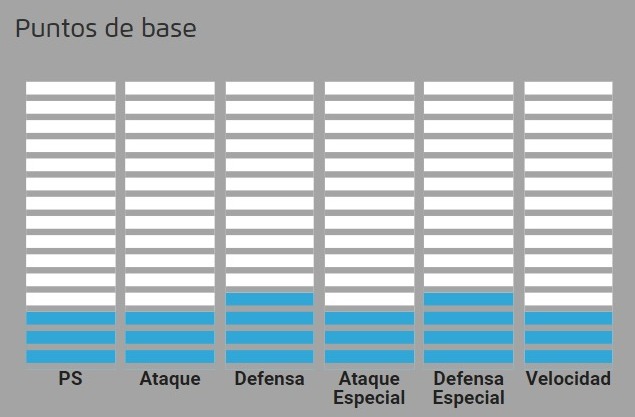 Puntos de base
PS
Ataque
Defensa
Ataque
Especial
Defensa
Especial
Velocidad